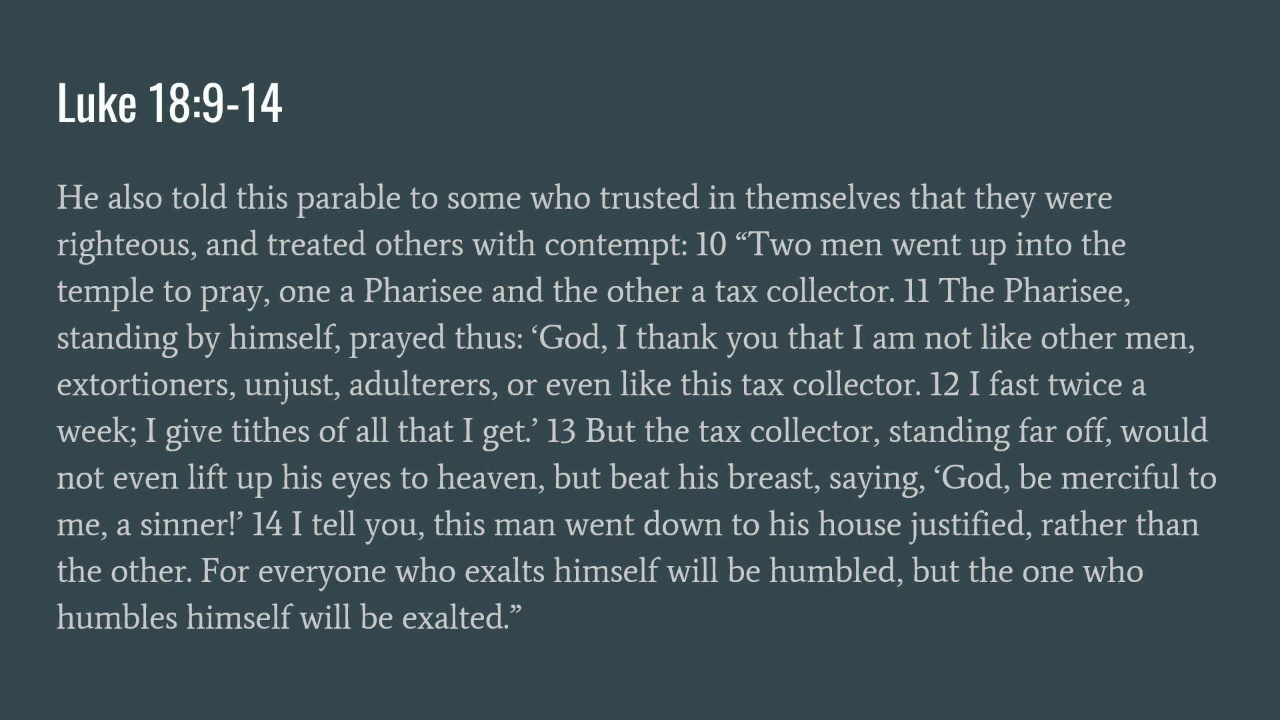 Luke 18:9-14
He also told this parable to some who trusted in themselves that they were
righteous, and treated others with contempt: 10 “Two men went up into the
temple to pray, one a Pharisee and the other a tax collector. 11 The Pharisee,
standing by himself, prayed thus: ‘God, I thank you that I am not like other men,
extortioners, unjust, adulterers, or even like this tax collector. 12 I fast twice a
week; I give tithes of all that I get.’ 13 But the tax collector, standing far off, would
not even lift up his eyes to heaven, but beat his breast, saying, ‘God, be merciful to
me, a sinner!’ 14 I tell you, this man went down to his house justified, rather than
the other. For everyone who exalts himself will be humbled, but the one who
humbles himself will be exalted.”